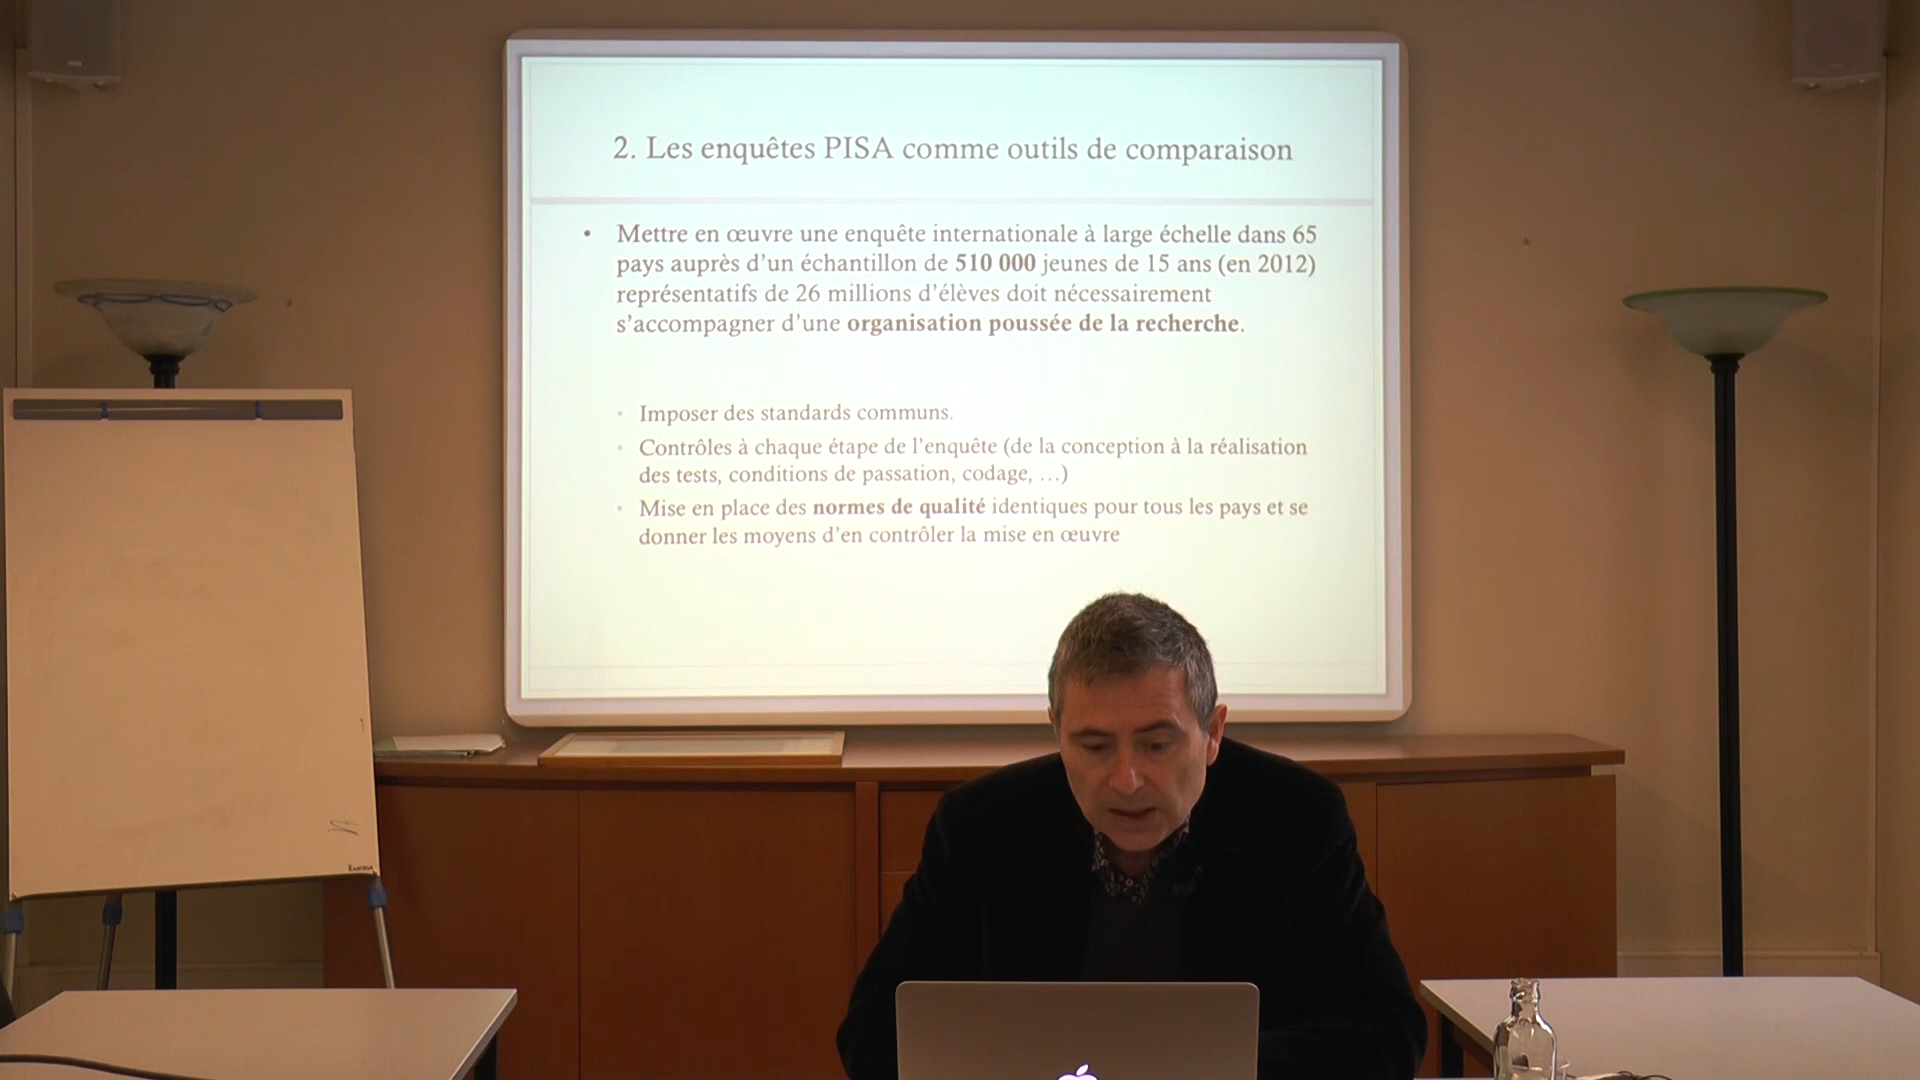 2. Les enquêtes PISA comme outils de comparaison
• Mettre en œuvre une enquête internationale à large échelle dans 65
pays auprès d’un échantillon de 510 000 jeunes de 15 ans (en 2012)
représentatifs de 26 millions d’élèves doit nécessairement
s’accompagner d’une organisation poussée de la recherche.
• Imposer des standards communs.
• Contrôles à chaque étape de l’enquête (de la conception à la réalisation
des tests, conditions de passation, codage, …)
• Mise en place des normes de qualité identiques pour tous les pays et se
donner les moyens d’en contrôler la mise en œuvre